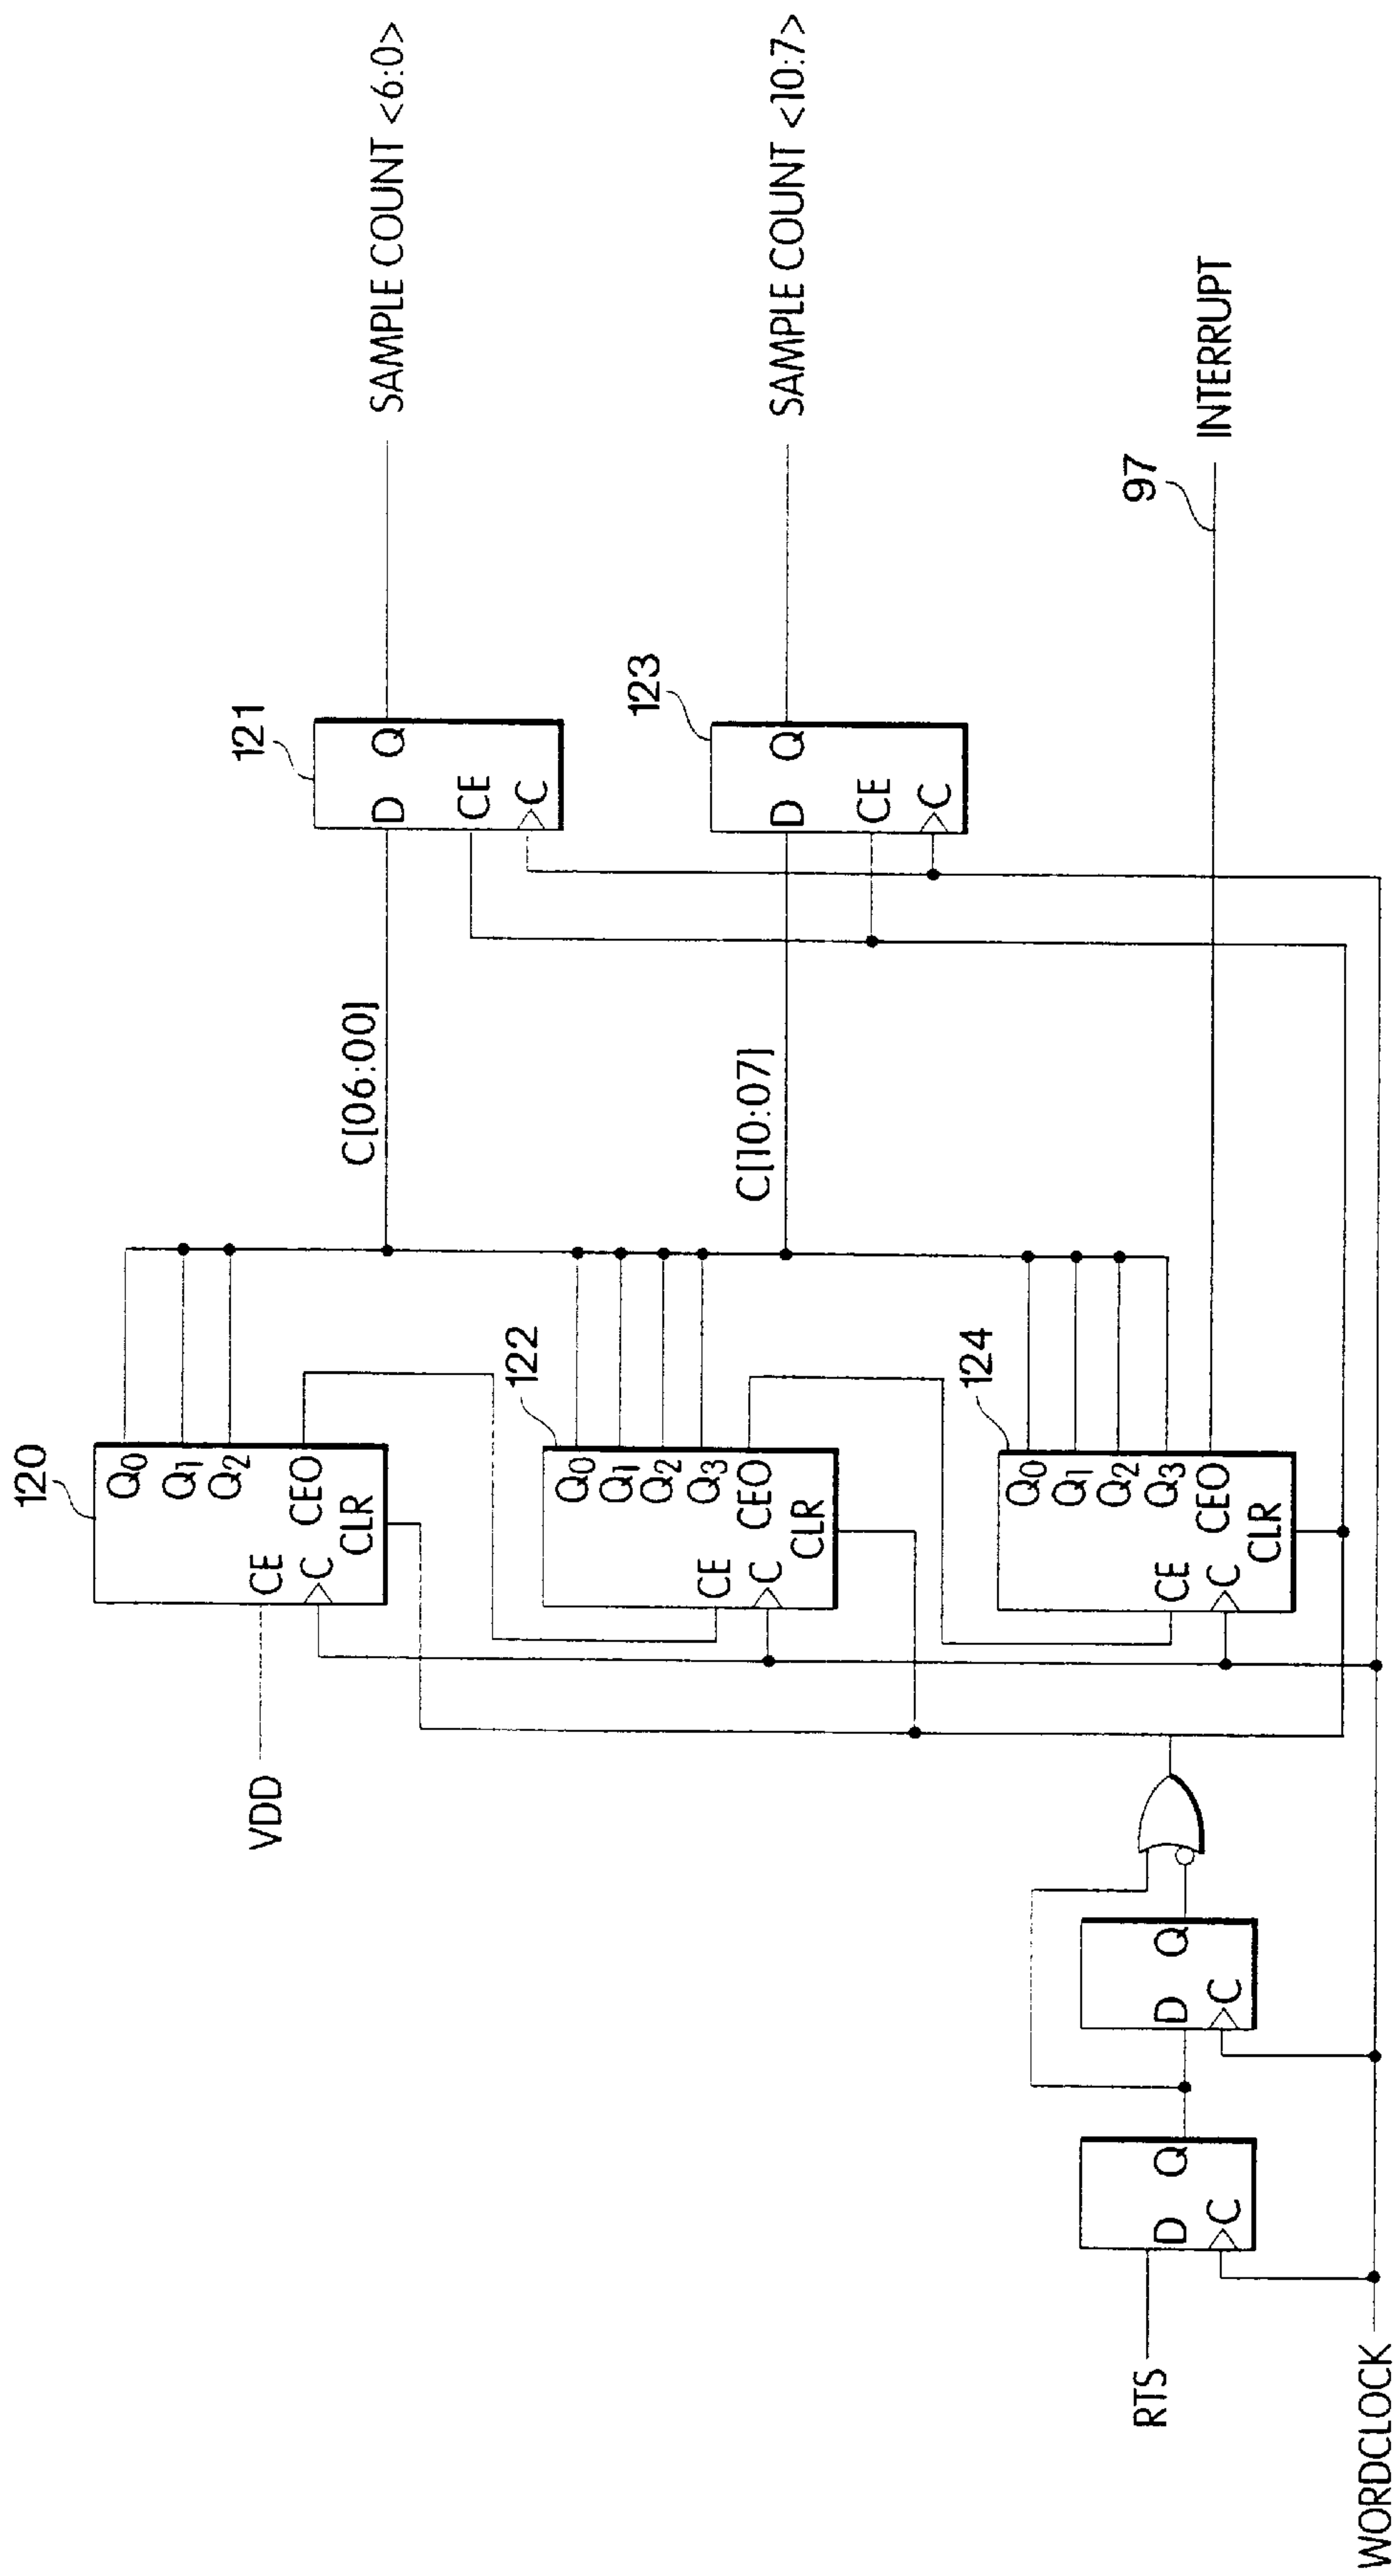 120
Q0
Q1
Q2
CEO
CE
C
CLR
VDD
C[06:00]
121
D Q
CE
C
SAMPLE COUNT <6:0>
122
Q0
Q1
Q2
Q3
CEO
CE
C
CLR
C[10:07]
123
D Q
CE
C
SAMPLE COUNT <10:7>
124
Q0
Q1
Q2
Q3
CEO
CE
C
CLR
97
INTERRUPT
RTS
D Q
C
D Q
C
WORDCLOCK